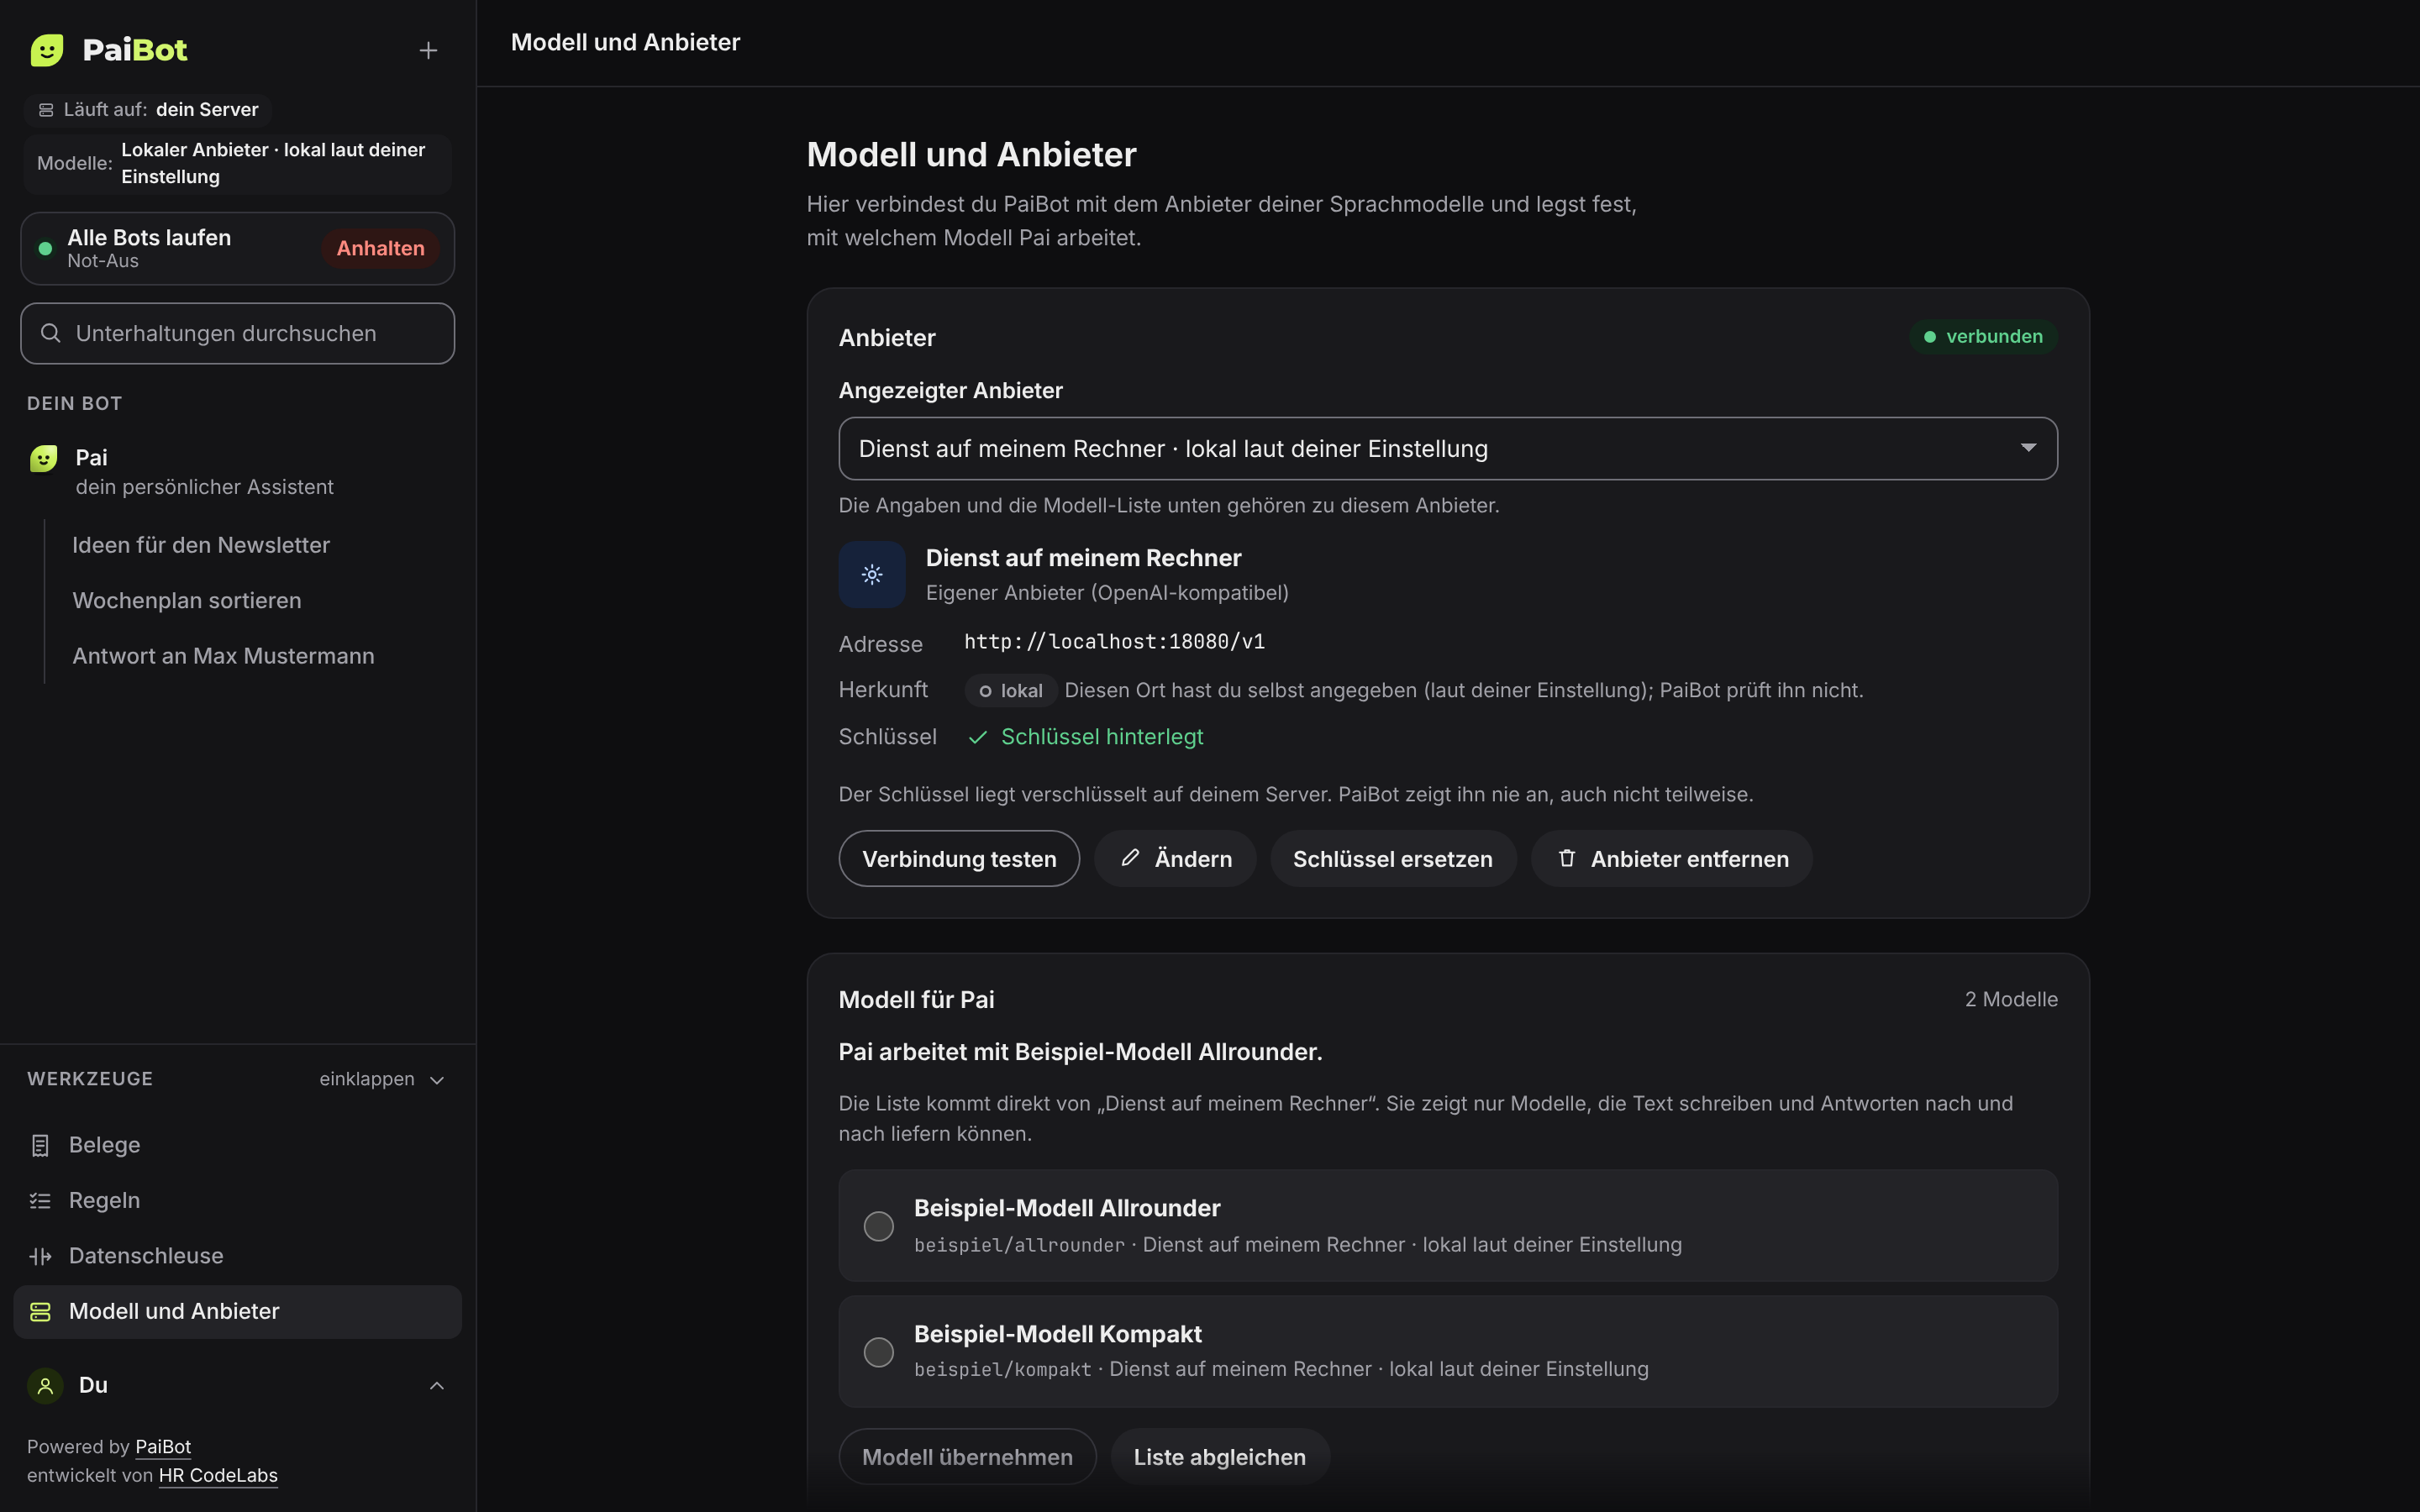 PaiBot
Läuft auf: dein Server
Modelle: Lokaler Anbieter · lokal laut deiner
Einstellung
Alle Bots laufen
Not-Aus
Anhalten
Unterhaltungen durchsuchen
DEIN BOT
Pai
dein persönlicher Assistent
Ideen für den Newsletter
Wochenplan sortieren
Antwort an Max Mustermann
WERKZEUGE
einklappen
Belege
Regeln
Datenschleuse
Modell und Anbieter
Du
Powered by PaiBot
entwickelt von HR CodeLabs
Modell und Anbieter
Modell und Anbieter
Hier verbindest du PaiBot mit dem Anbieter deiner Sprachmodelle und legst fest,
mit welchem Modell Pai arbeitet.
Anbieter
verbunden
Angezeigter Anbieter
Dienst auf meinem Rechner · lokal laut deiner Einstellung
Die Angaben und die Modell-Liste unten gehören zu diesem Anbieter.
Dienst auf meinem Rechner
Eigener Anbieter (OpenAI-kompatibel)
Adresse http://localhost:18080/v1
Herkunft lokal Diesen Ort hast du selbst angegeben (laut deiner Einstellung); PaiBot prüft ihn nicht.
Schlüssel Schlüssel hinterlegt
Der Schlüssel liegt verschlüsselt auf deinem Server. PaiBot zeigt ihn nie an, auch nicht teilweise.
Verbindung testen Ändern Schlüssel ersetzen Anbieter entfernen
Modell für Pai
2 Modelle
Pai arbeitet mit Beispiel-Modell Allrounder.
Die Liste kommt direkt von „Dienst auf meinem Rechner“. Sie zeigt nur Modelle, die Text schreiben und Antworten nach und
nach liefern können.
Beispiel-Modell Allrounder
beispiel/allrounder · Dienst auf meinem Rechner · lokal laut deiner Einstellung
Beispiel-Modell Kompakt
beispiel/kompakt · Dienst auf meinem Rechner · lokal laut deiner Einstellung
Modell übernehmen Liste abgleichen